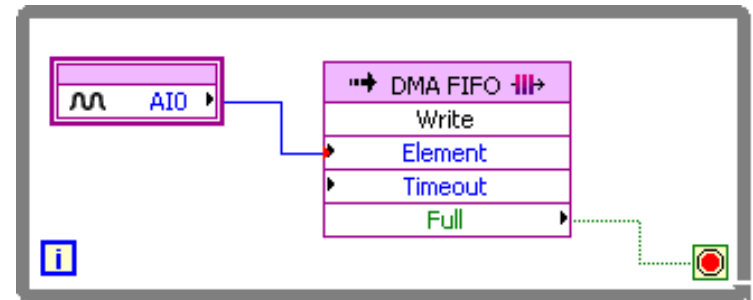 AI0
DMA FIFO
Write
Element
Timeout
Full
i